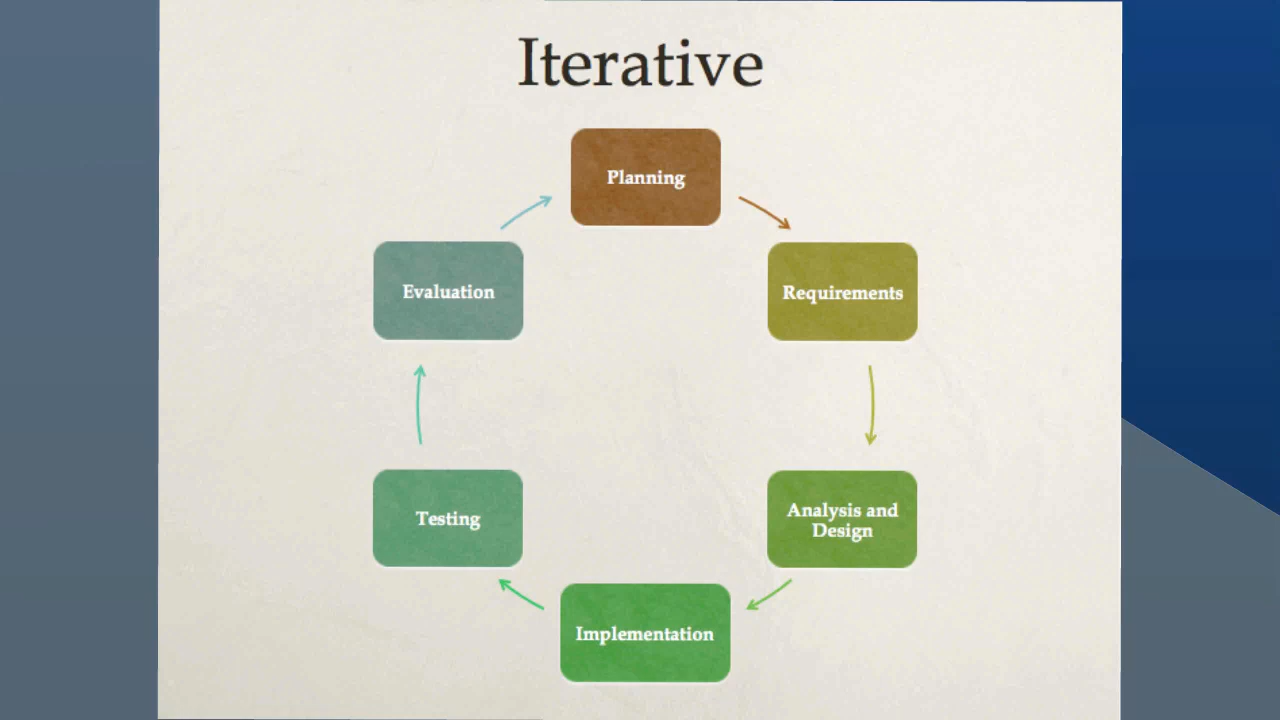 Iterative
Planning
Requirements
Analysis and
Design
Implementation
Testing
Evaluation